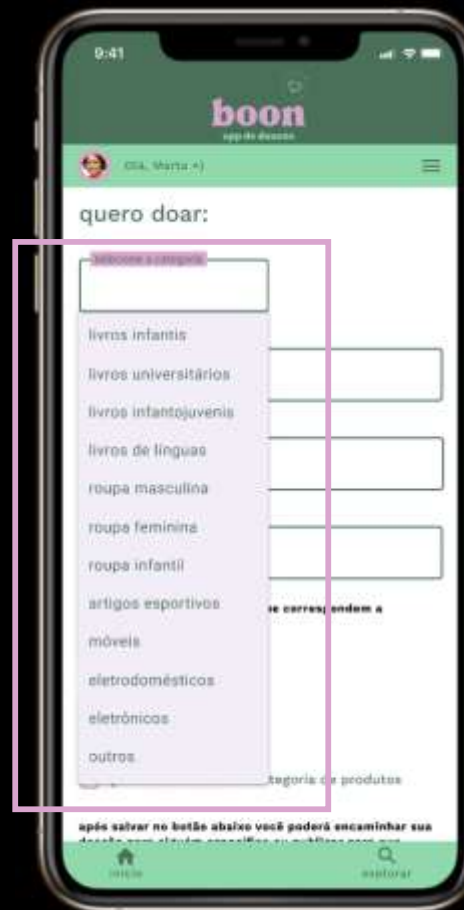 9:41
boon
app de doacao
Olá, Marta =)
quero doar:
selecione a categoria
livros infantis
livros universitários
livros infantojuvenis
livros de línguas
roupa masculina
roupa feminina
roupa infantil
artigos esportivos
correspondem a
móveis
eletrodomésticos
eletrônicos
outros
categoria de produtos
após salvar no botão abaixo você poderá encaminhar sua
início
explorar